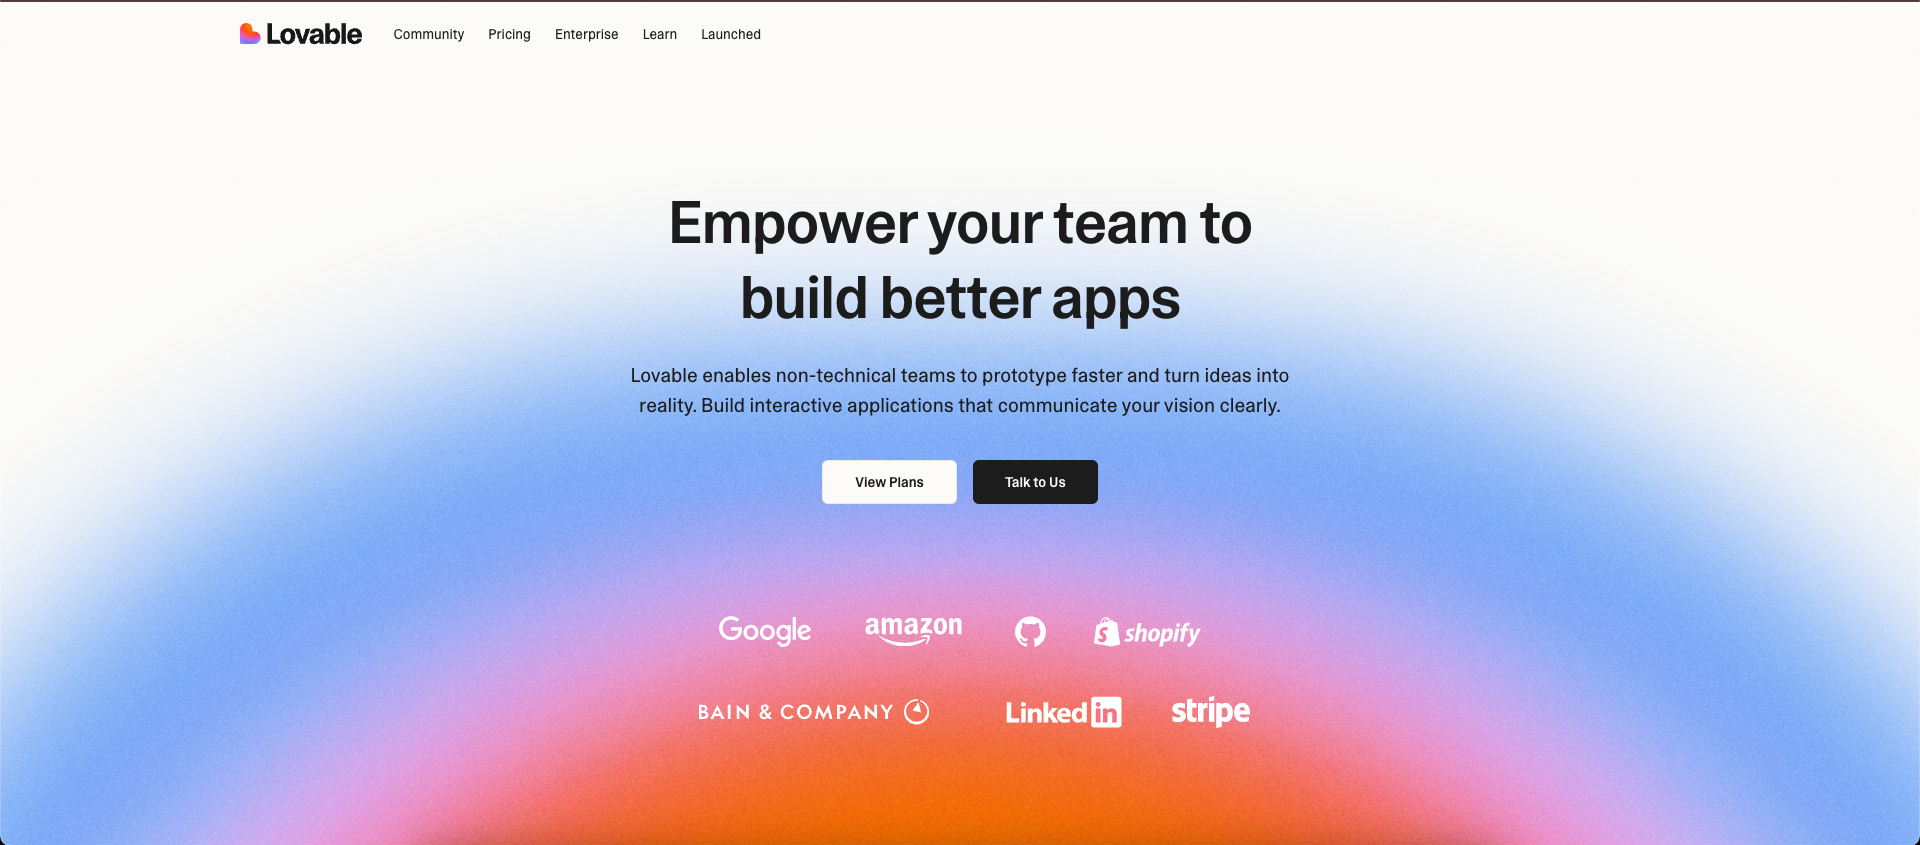 Lovable Community Pricing Enterprise Learn Launched
Empower your team to
build better apps
Lovable enables non-technical teams to prototype faster and turn ideas into
reality. Build interactive applications that communicate your vision clearly.
View Plans Talk to Us
Google amazon shopify
BAIN & COMPANY Linkedin stripe